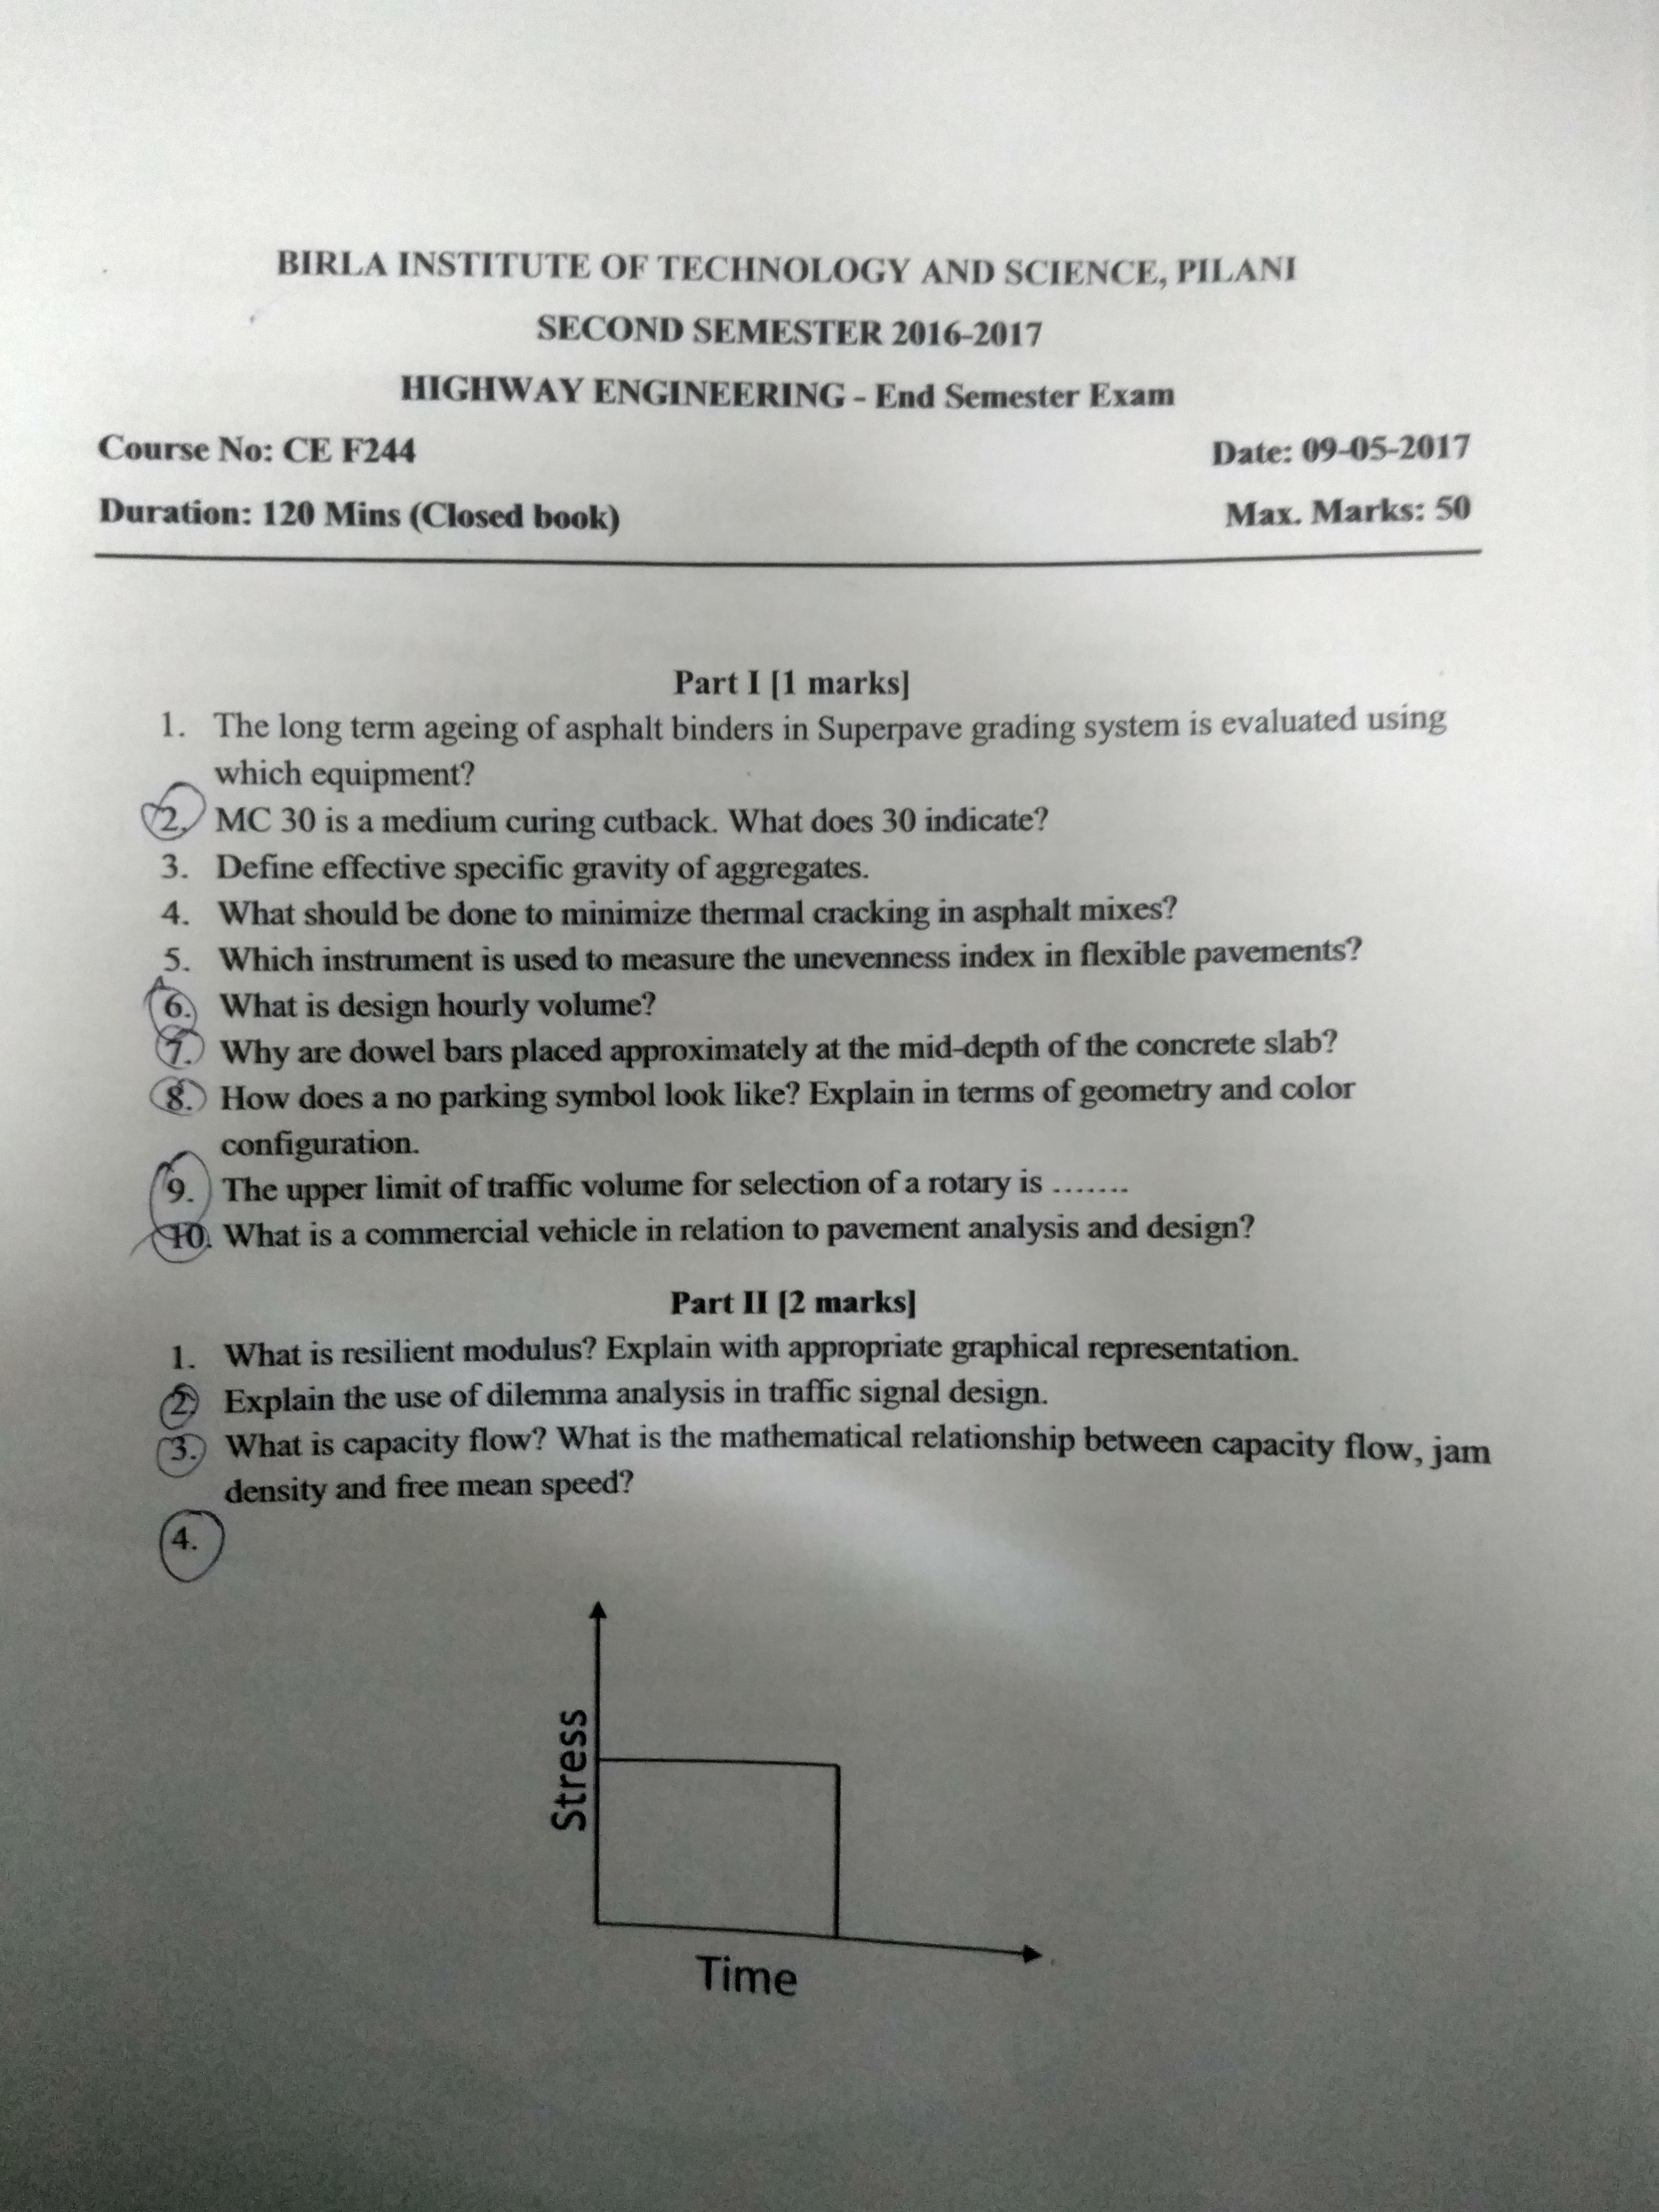 BIRLA INSTITUTE OF TECHNOLOGY AND SCIENCE, PILANI
SECOND SEMESTER 2016-2017
HIGHWAY ENGINEERING - End Semester Exam
Course No: CE F244 Date: 09-05-2017
Duration: 120 Mins (Closed book) Max. Marks: 50
Part I [1 marks]
1. The long term ageing of asphalt binders in Superpave grading system is evaluated using
which equipment?
2. MC 30 is a medium curing cutback. What does 30 indicate?
3. Define effective specific gravity of aggregates.
4. What should be done to minimize thermal cracking in asphalt mixes?
5. Which instrument is used to measure the unevenness index in flexible pavements?
6. What is design hourly volume?
7. Why are dowel bars placed approximately at the mid-depth of the concrete slab?
8. How does a no parking symbol look like? Explain in terms of geometry and color
configuration.
9. The upper limit of traffic volume for selection of a rotary is .......
10. What is a commercial vehicle in relation to pavement analysis and design?
Part II [2 marks]
1. What is resilient modulus? Explain with appropriate graphical representation.
2. Explain the use of dilemma analysis in traffic signal design.
3. What is capacity flow? What is the mathematical relationship between capacity flow, jam
density and free mean speed?
4.
Stress
Time